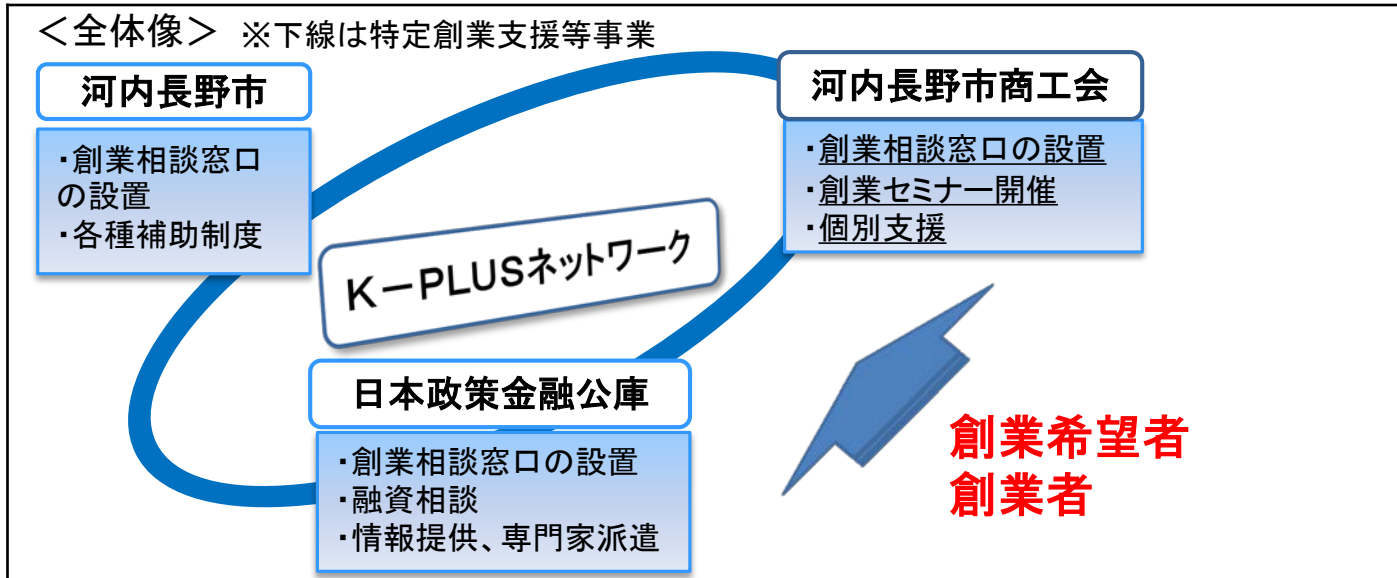 ＜全体像＞ ※下線は特定創業支援等事業
河内長野市
・創業相談窓口
の設置
・各種補助制度
河内長野市商工会
・創業相談窓口の設置
・創業セミナー開催
・個別支援
K－PLUSネットワーク
日本政策金融公庫
・創業相談窓口の設置
・融資相談
・情報提供、専門家派遣
創業希望者
創業者